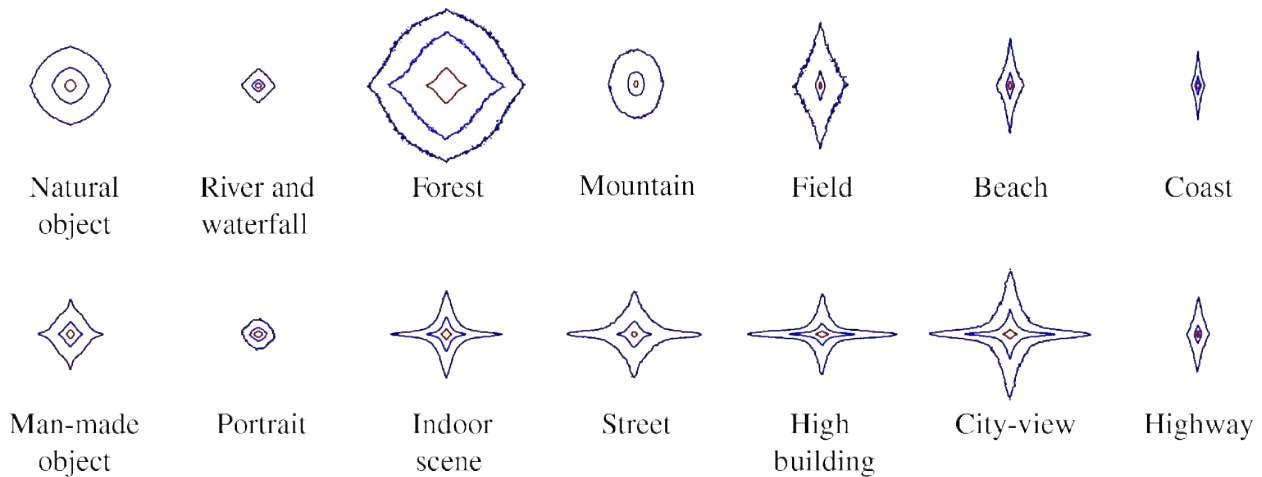 Natural object
River and waterfall
Forest
Mountain
Field
Beach
Coast
Man-made object
Portrait
Indoor scene
Street
High building
City-view
Highway